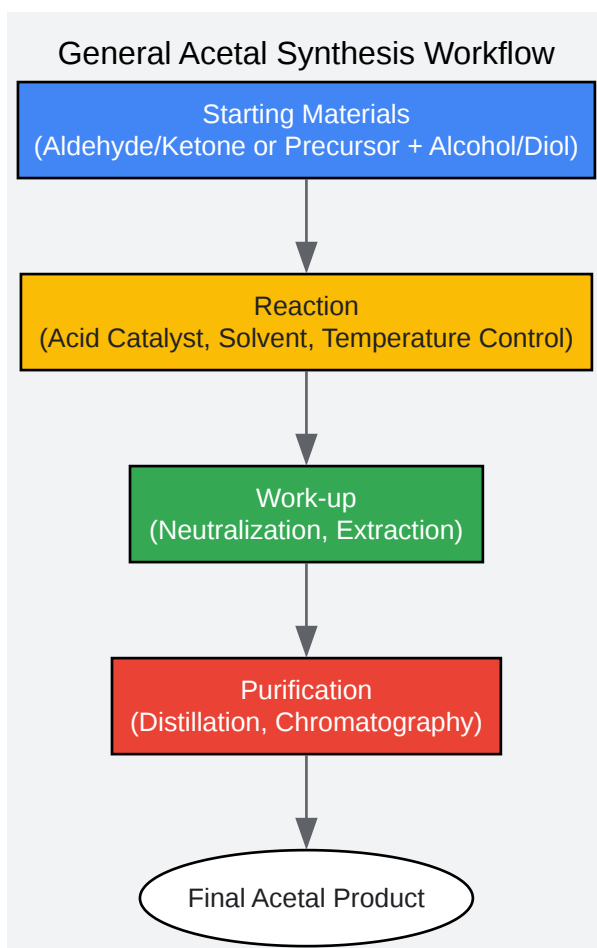 General Acetal Synthesis Workflow
Starting Materials
(Aldehyde/Ketone or Precursor + Alcohol/Diol)
Reaction
(Acid Catalyst, Solvent, Temperature Control)
Work-up
(Neutralization, Extraction)
Purification
(Distillation, Chromatography)
Final Acetal Product